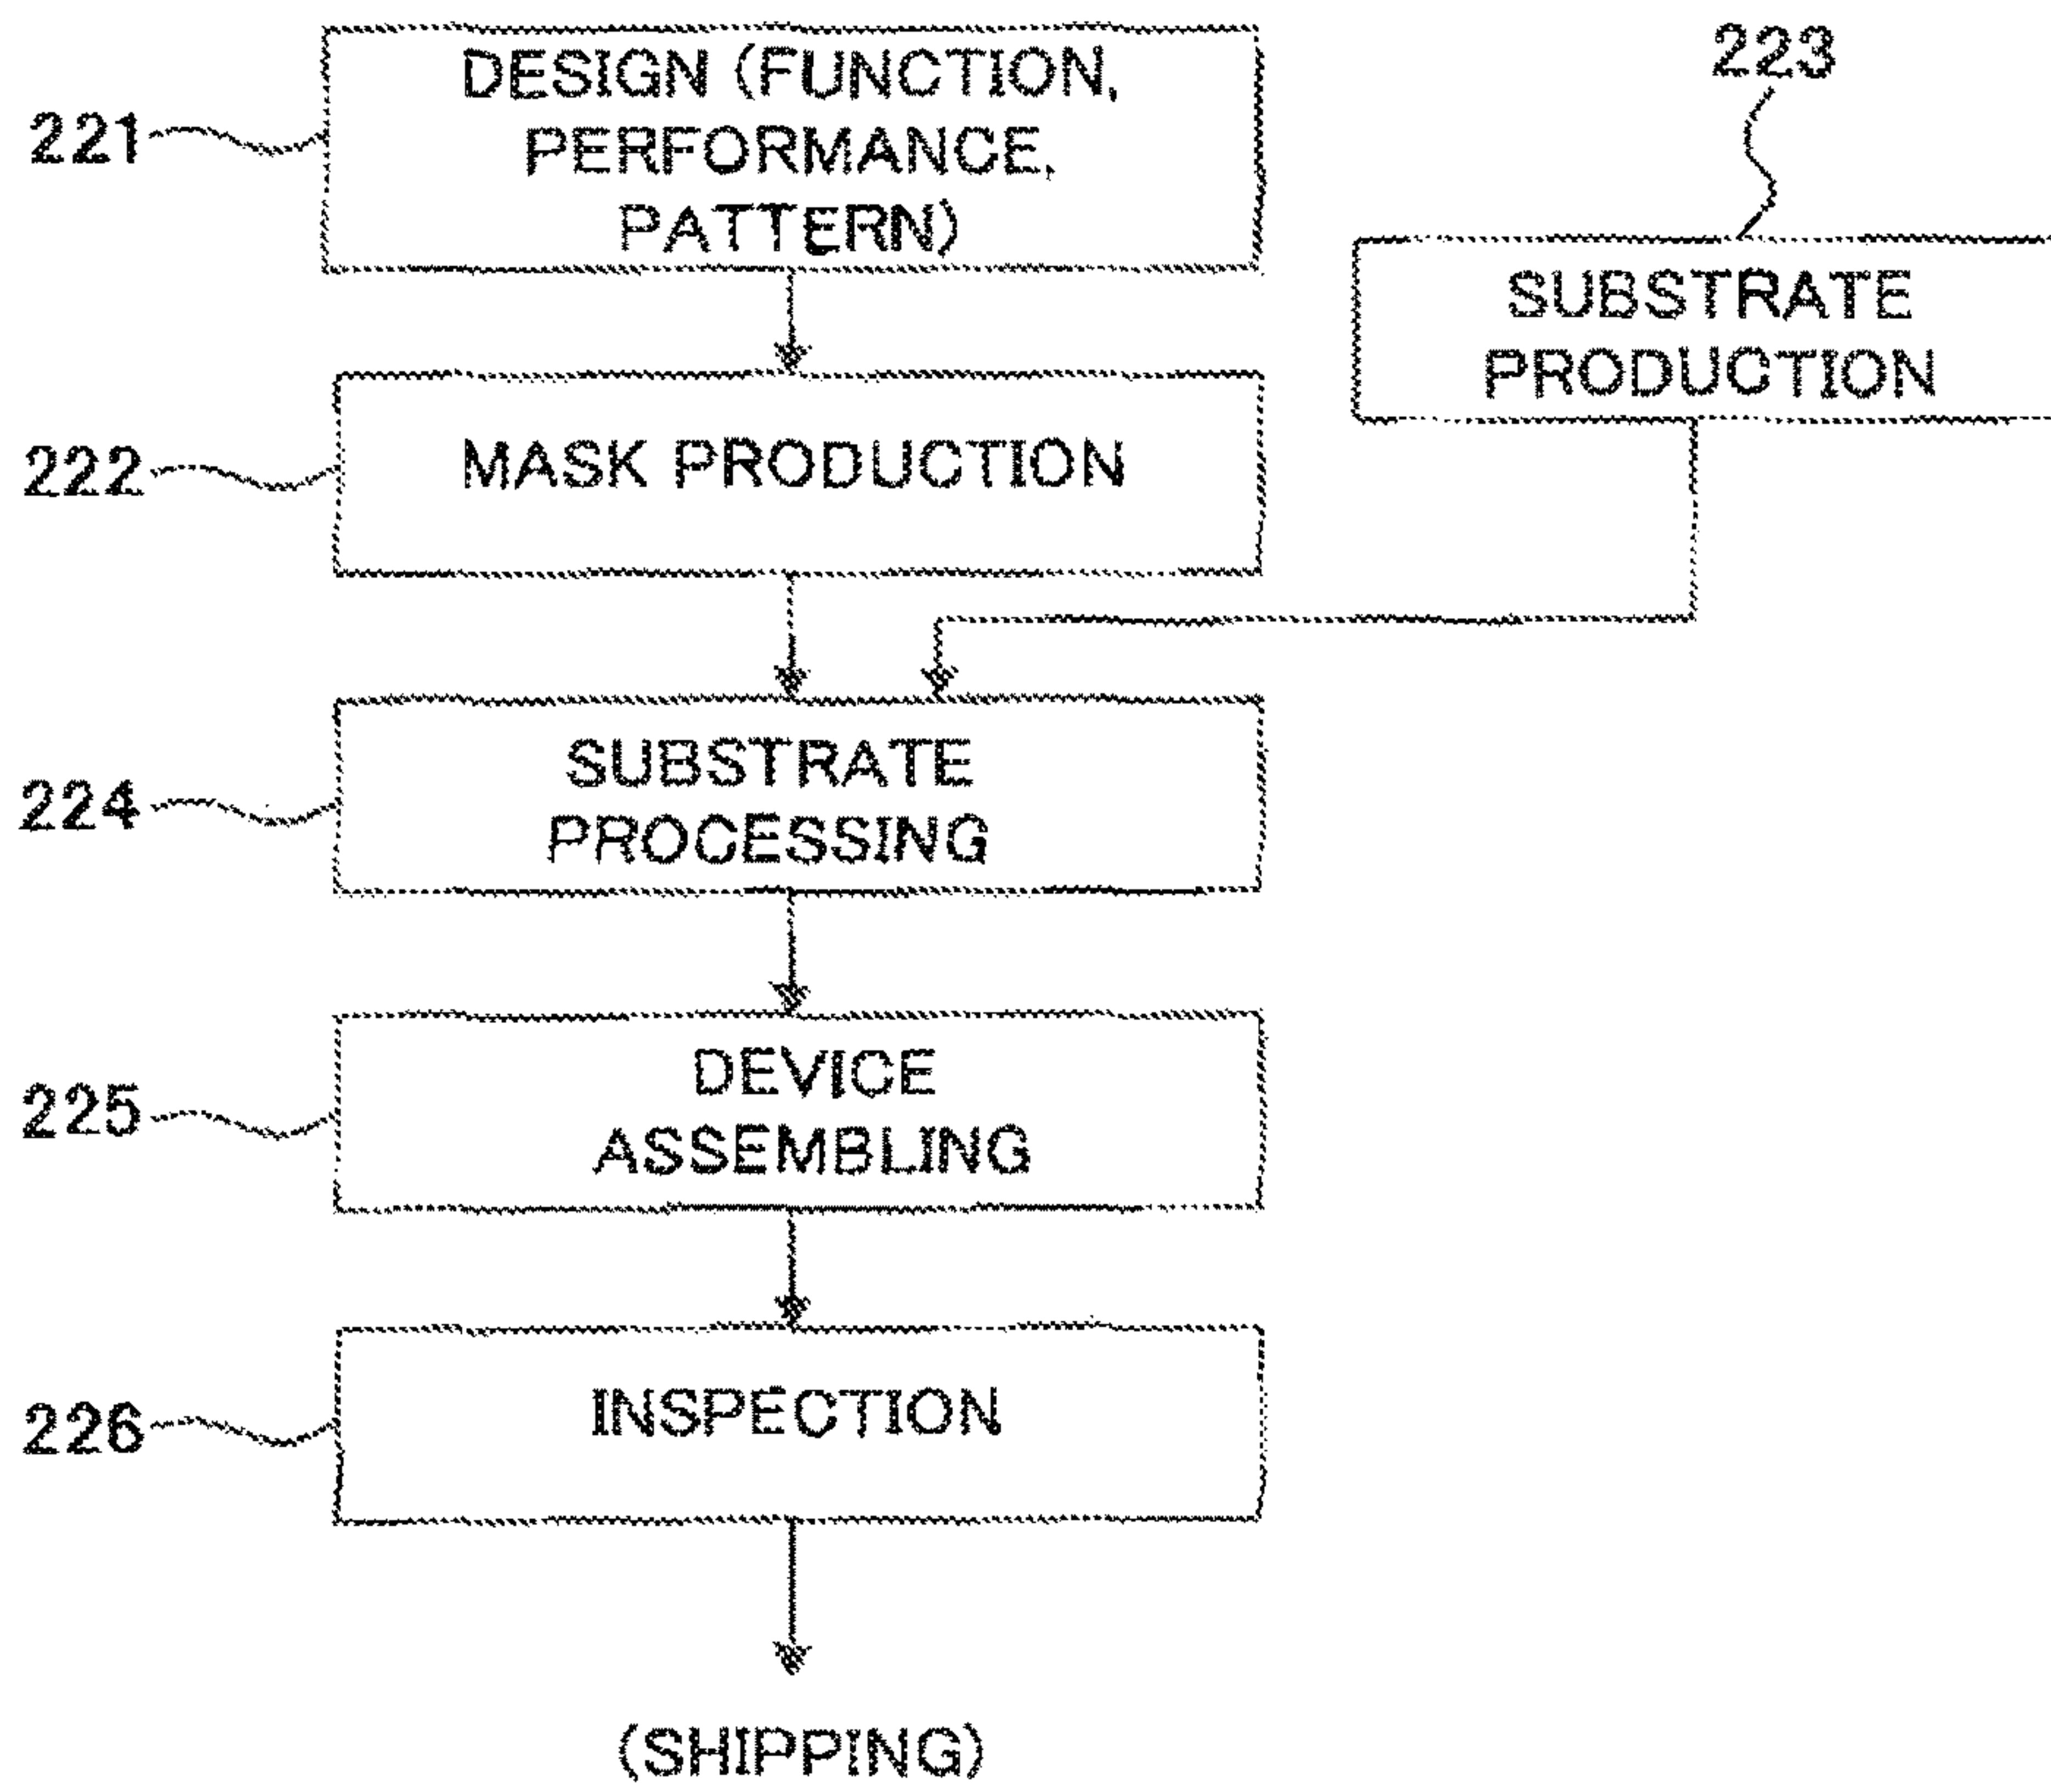 221
DESIGN (FUNCTION,
PERFORMANCE,
PATTERN)
223
SUBSTRATE
PRODUCTION
222
MASK PRODUCTION
224
SUBSTRATE
PROCESSING
225
DEVICE
ASSEMBLING
226
INSPECTION
(SHIPPING)